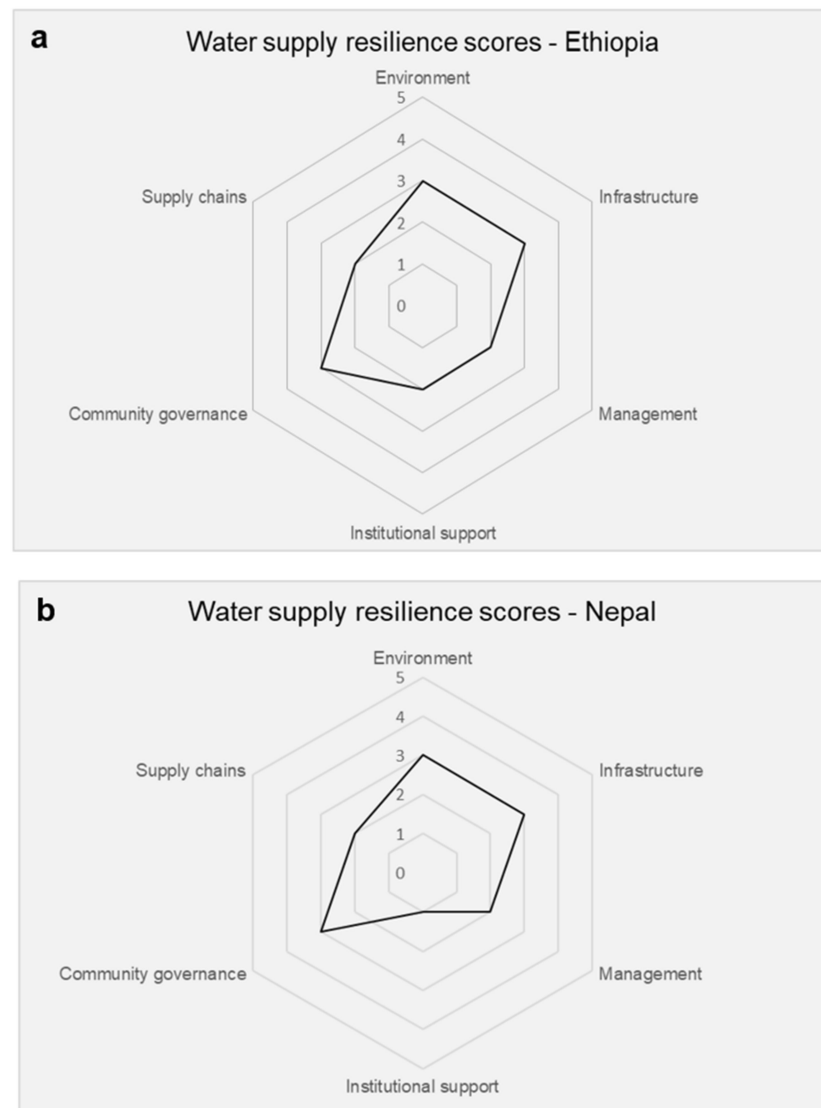 a
Water supply resilience scores - Ethiopia
Environment
5
4
3
2
1
0
Supply chains
Infrastructure
Community governance
Management
Institutional support
b
Water supply resilience scores - Nepal
Environment
5
4
3
2
1
0
Supply chains
Infrastructure
Community governance
Management
Institutional support